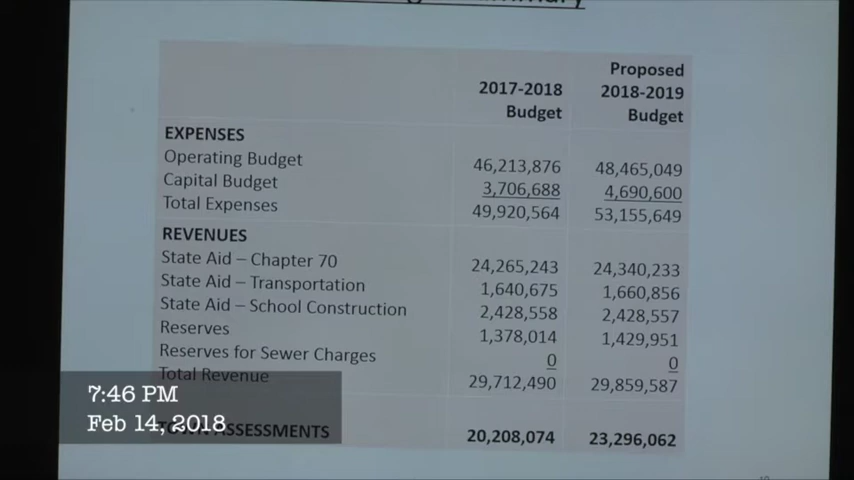 2017-2018 Budget Proposed 2018-2019 Budget
EXPENSES
Operating Budget 46,213,876 48,465,049
Capital Budget 3,706,688 4,690,600
Total Expenses 49,920,564 53,155,649
REVENUES
State Aid – Chapter 70 24,265,243 24,340,233
State Aid – Transportation 1,640,675 1,660,856
State Aid – School Construction 2,428,558 2,428,557
Reserves 1,378,014 1,429,951
Reserves for Sewer Charges 0 0
Total Revenue 29,712,490 29,859,587
TOWN ASSESSMENTS 20,208,074 23,296,062
7:46 PM
Feb 14, 2018